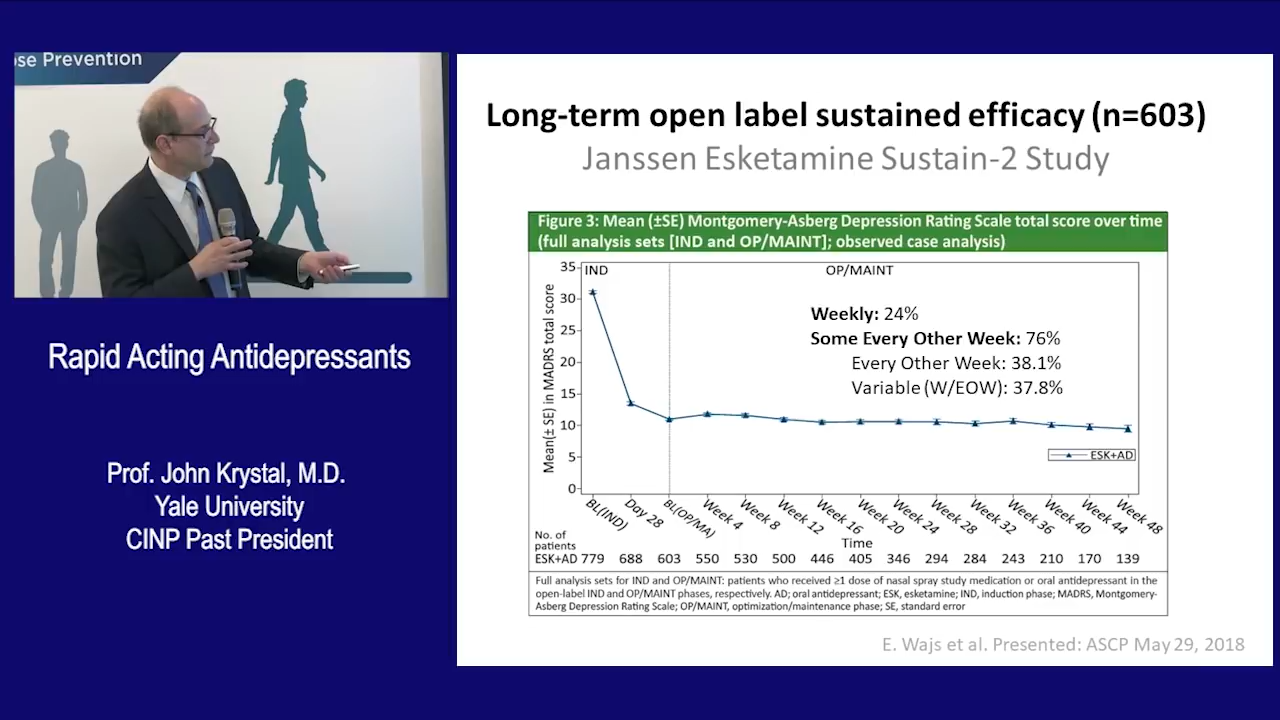 se Prevention
Rapid Acting Antidepressants
Prof. John Krystal, M.D.
Yale University
CINP Past President
Long-term open label sustained efficacy (n=603)
Janssen Esketamine Sustain-2 Study
Figure 3: Mean (±SE) Montgomery-Asberg Depression Rating Scale total score over time
(full analysis sets [IND and OP/MAINT]; observed case analysis)
Mean(± SE) in MADRS total score
35
30
25
20
15
10
5
0
IND
OP/MAINT
Weekly: 24%
Some Every Other Week: 76%
Every Other Week: 38.1%
Variable (W/EOW): 37.8%
ESK+AD
BL(IND) Day 28 BL(OP/MA) Week 4 Week 8 Week 12 Week 16 Week 20 Week 24 Week 28 Week 32 Week 36 Week 40 Week 44 Week 48
Time
No. of
patients
ESK+AD 779 688 603 550 530 500 446 405 346 294 284 243 210 170 139
Full analysis sets for IND and OP/MAINT: patients who received ≥1 dose of nasal spray study medication or oral antidepressant in the
open-label IND and OP/MAINT phases, respectively. AD; oral antidepressant; ESK, esketamine; IND, induction phase; MADRS, Montgomery-
Asberg Depression Rating Scale; OP/MAINT, optimization/maintenance phase; SE, standard error
E. Wajs et al. Presented: ASCP May 29, 2018